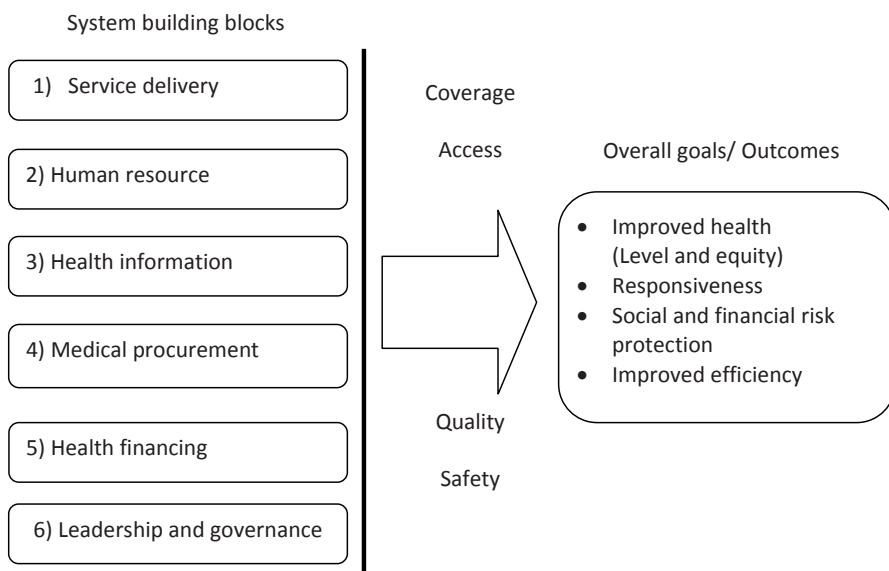 System building blocks
1) Service delivery
2) Human resource
3) Health information
4) Medical procurement
5) Health financing
6) Leadership and governance
Coverage
Access
Quality
Safety
Overall goals/ Outcomes
• Improved health
(Level and equity)
• Responsiveness
• Social and financial risk
protection
• Improved efficiency